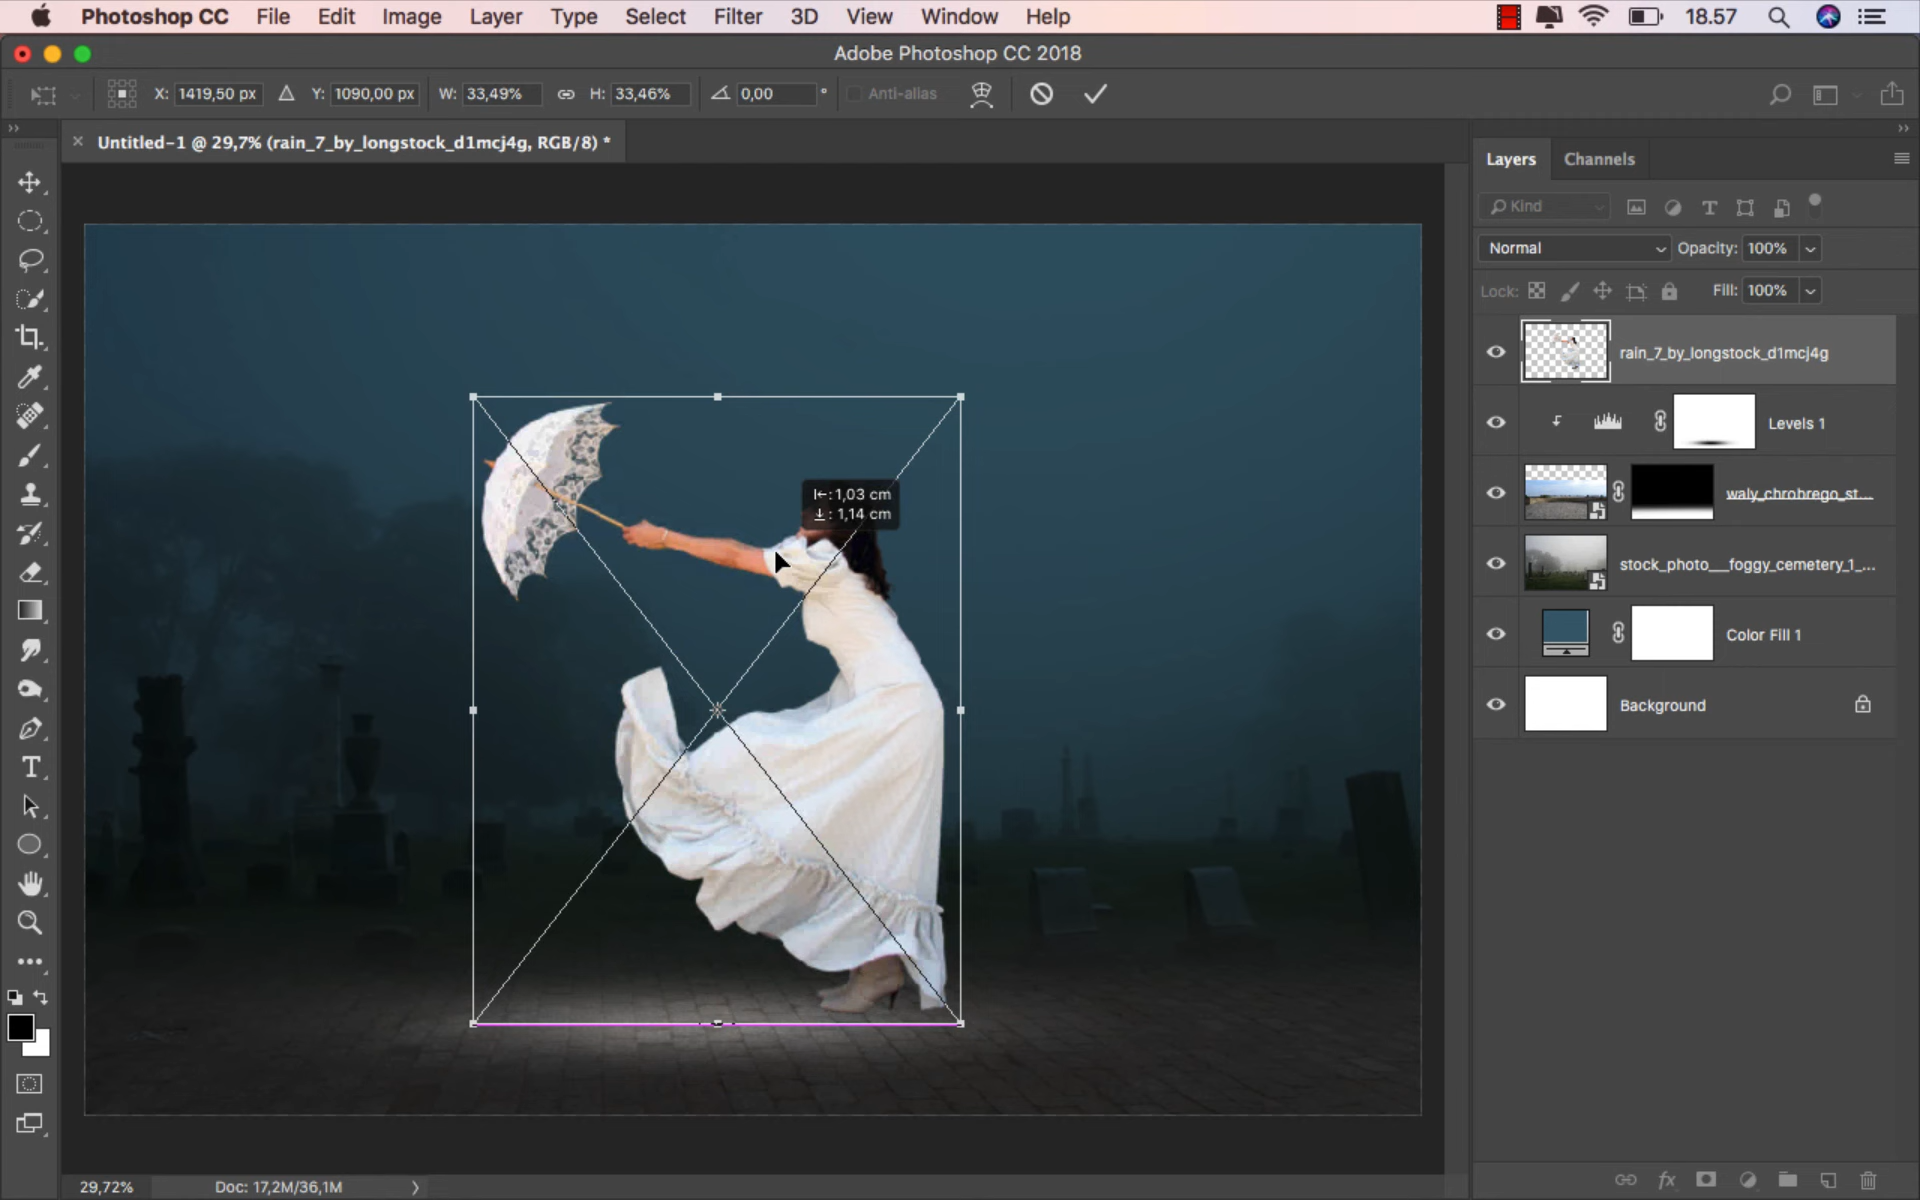 Photoshop CC File Edit Image Layer Type Select Filter 3D View Window Help 18.57
Adobe Photoshop CC 2018
X: 1419,50 px Y: 1090,00 px W: 33,49% H: 33,46% 0,00 ° Anti-alias
× Untitled-1 @ 29,7% (rain_7_by_longstock_d1mcj4g, RGB/8) *
Layers Channels
Kind
Normal Opacity: 100%
Lock: Fill: 100%
rain_7_by_longstock_d1mcj4g
Levels 1
waly_chrobrego_st...
stock_photo__foggy_cemetery_1_...
Color Fill 1
Background
1,03 cm
1,14 cm
29,72% Doc: 17,2M/36,1M